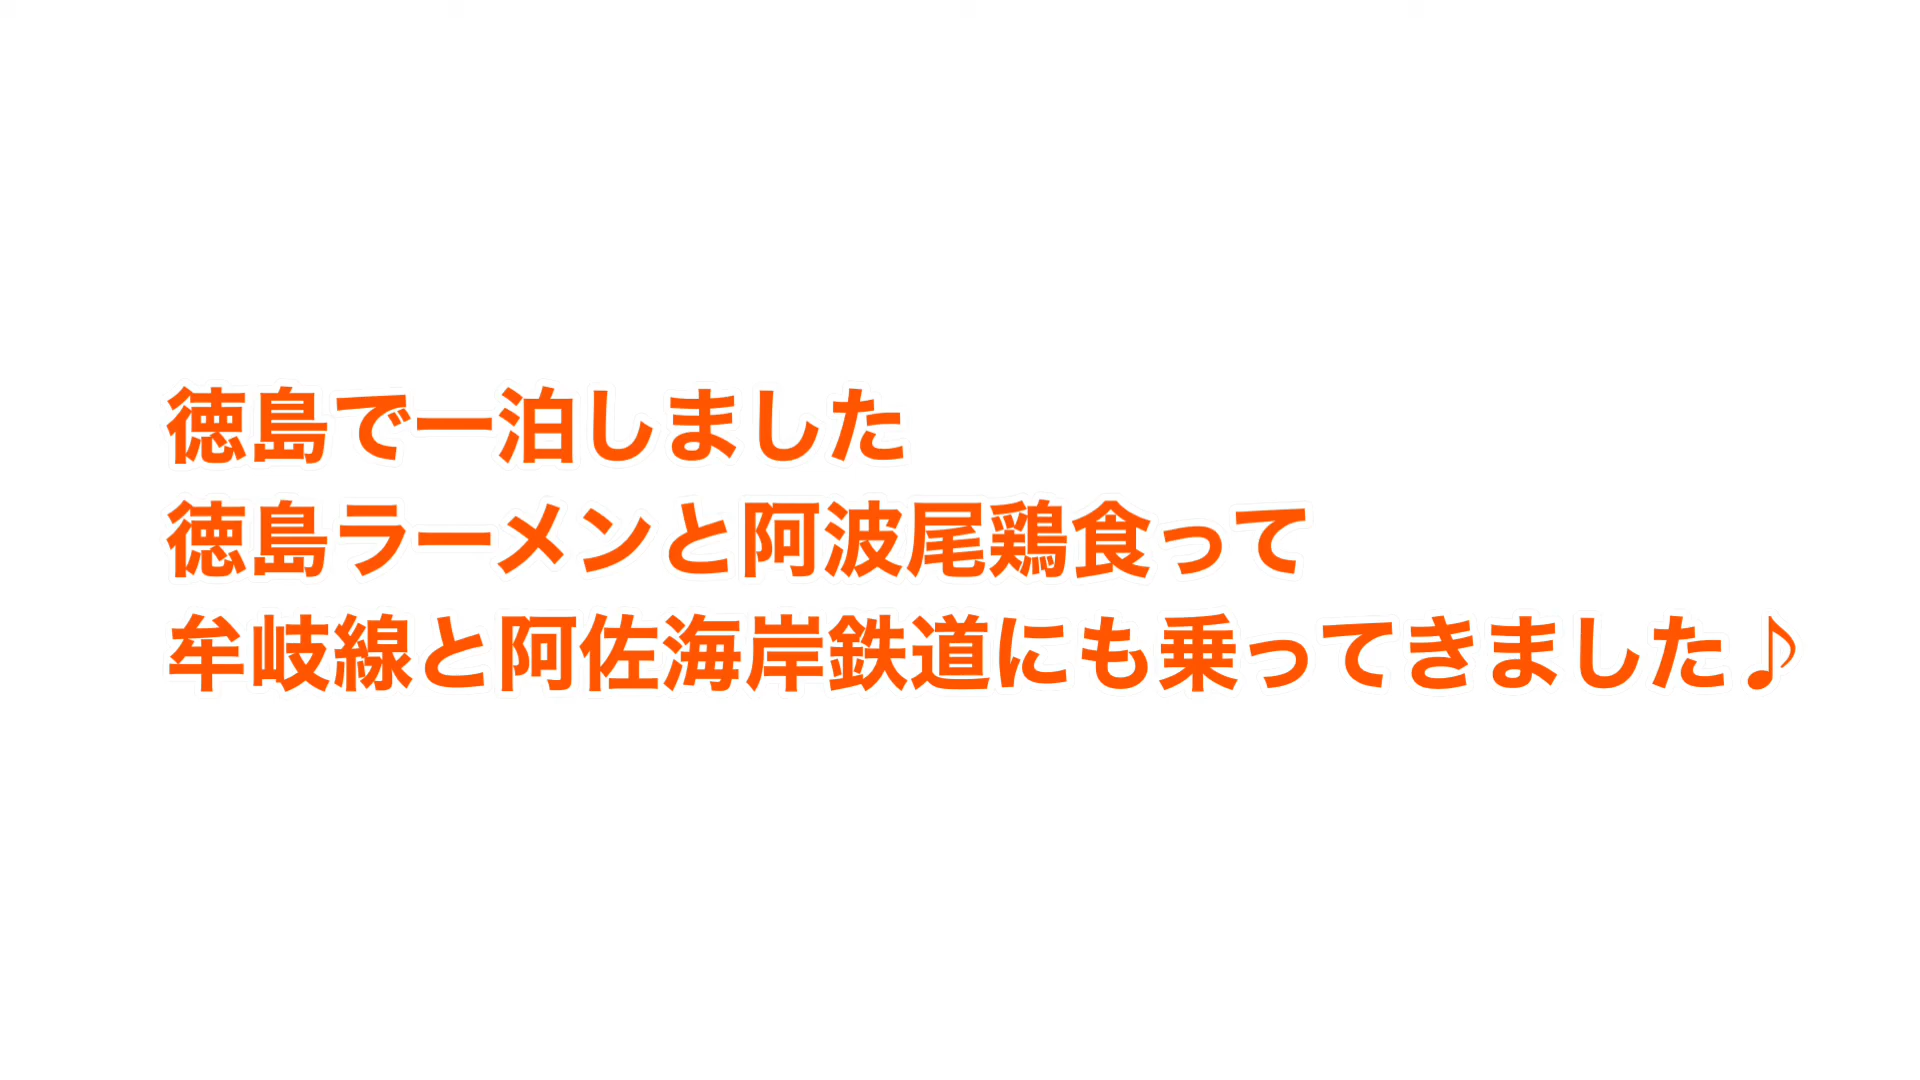 徳島で一泊しました
徳島ラーメンと阿波尾鶏食って
牟岐線と阿佐海岸鉄道にも乗ってきました♪